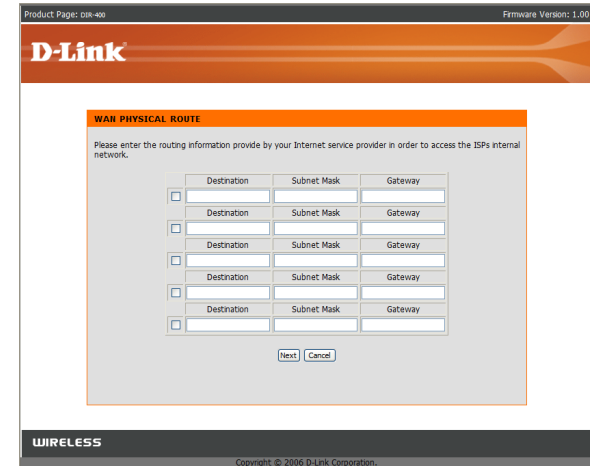 Product Page: DIR-400 Firmware Version: 1.00
D-Link
WAN PHYSICAL ROUTE
Please enter the routing information provide by your Internet service provider in order to access the ISPs internal
network.
Destination Subnet Mask Gateway
Destination Subnet Mask Gateway
Destination Subnet Mask Gateway
Destination Subnet Mask Gateway
Destination Subnet Mask Gateway
Next Cancel
WIRELESS
Copyright © 2006 D-Link Corporation.